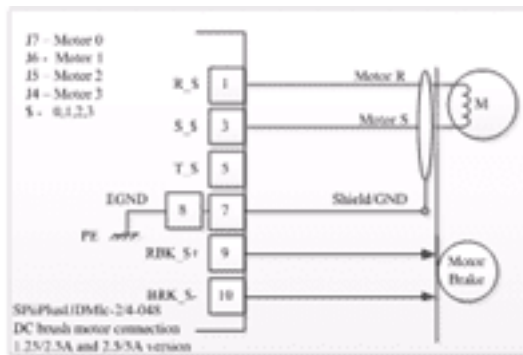 J7 – Motor 0
J6 - Motor 1
J5 – Motor 2
J4 – Motor 3
$ - 0,1,2,3
R_$ 1 Motor R
M
S_$ 3 Motor S
T_$ 5
EGND 8 7 Shield/GND
PE
RBK_$+ 9
Motor
Brake
BRK_$- 10
DC brush motor connection
1.25/2.5A and 2.5/5A version